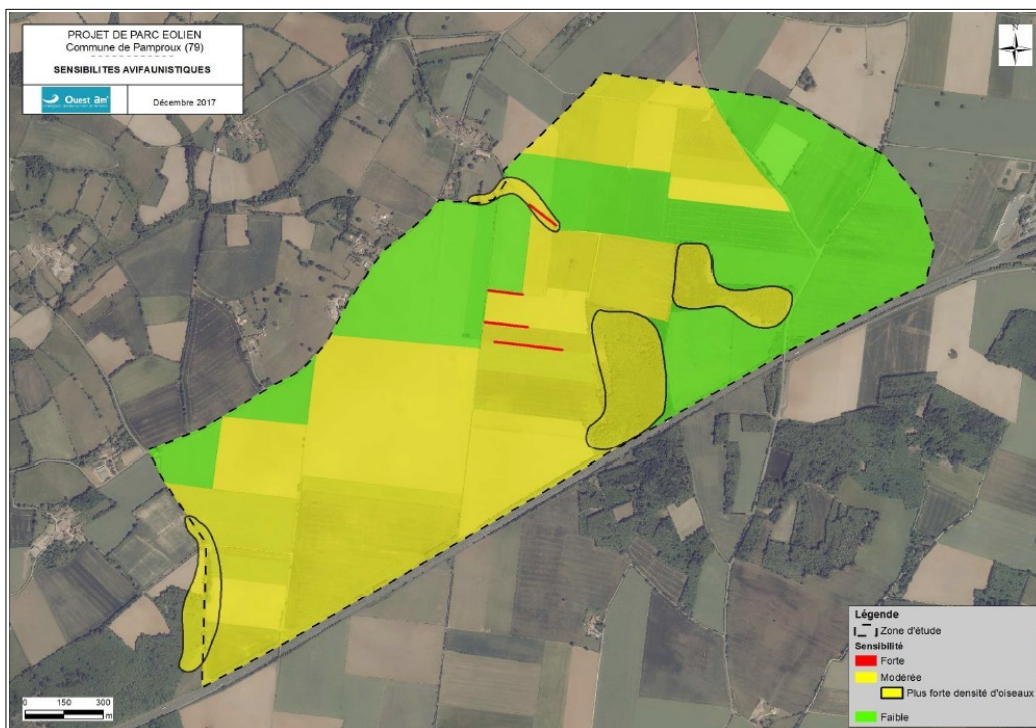 PROJET DE PARC EOLIEN
Commune de Pamproux (79)
SENSIBILITES AVIFAUNISTIQUES
Ouest am'
Décembre 2017
N
Légende
Zone d'étude
Sensibilité
Forte
Modérée
Plus forte densité d'oiseaux
Faible
0 150 300
m